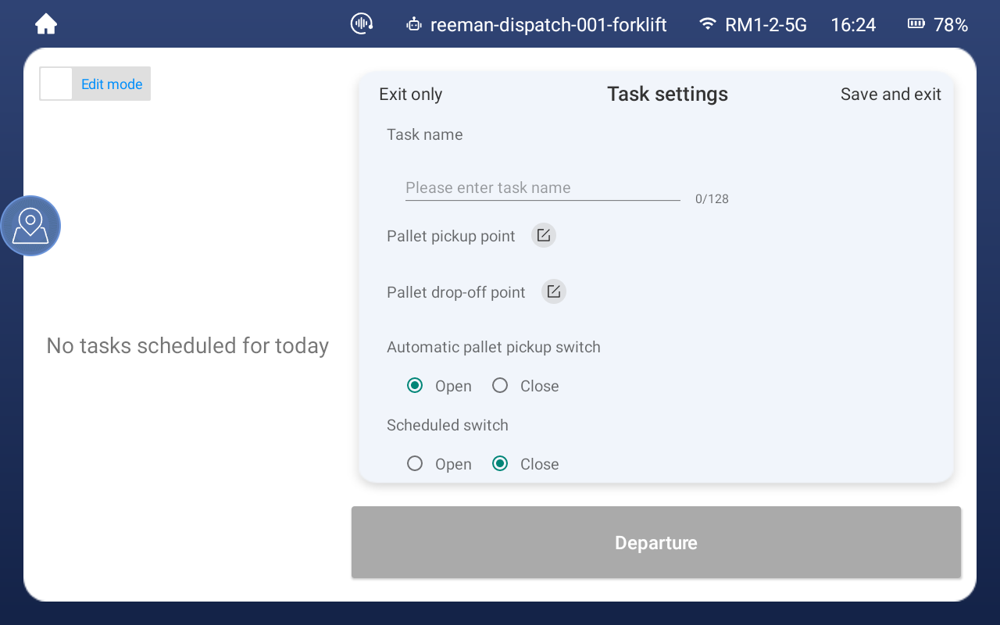 reeman-dispatch-001-forklift RM1-2-5G 16:24 78%
Edit mode
Exit only Task settings Save and exit
Task name
Please enter task name 0/128
Pallet pickup point
Pallet drop-off point
No tasks scheduled for today
Automatic pallet pickup switch
Open Close
Scheduled switch
Open Close
Departure